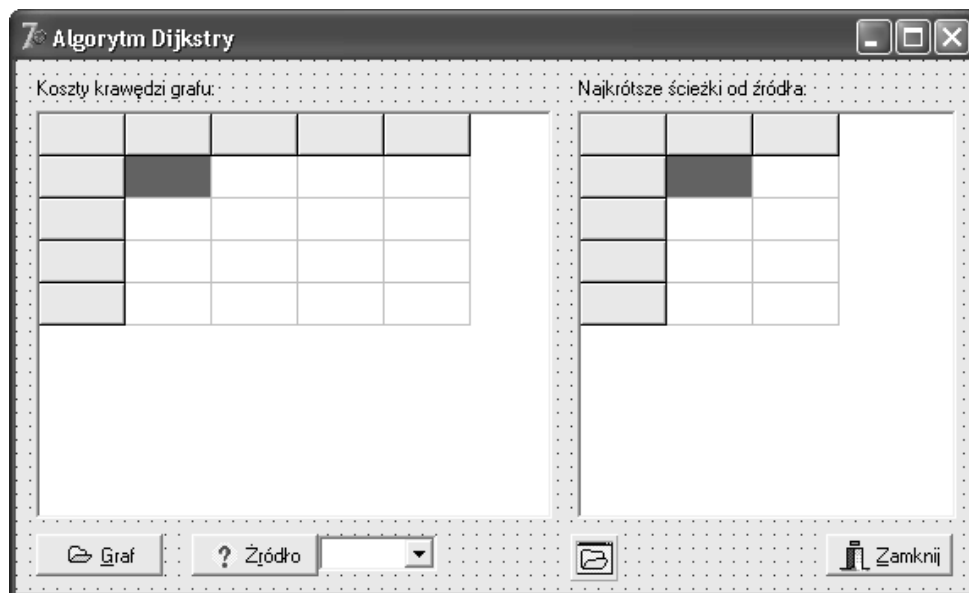 Algorytm Dijkstry
Koszty krawędzi grafu:
Najkrótsze ścieżki od źródła:
Graf
? Źródło
Zamknij